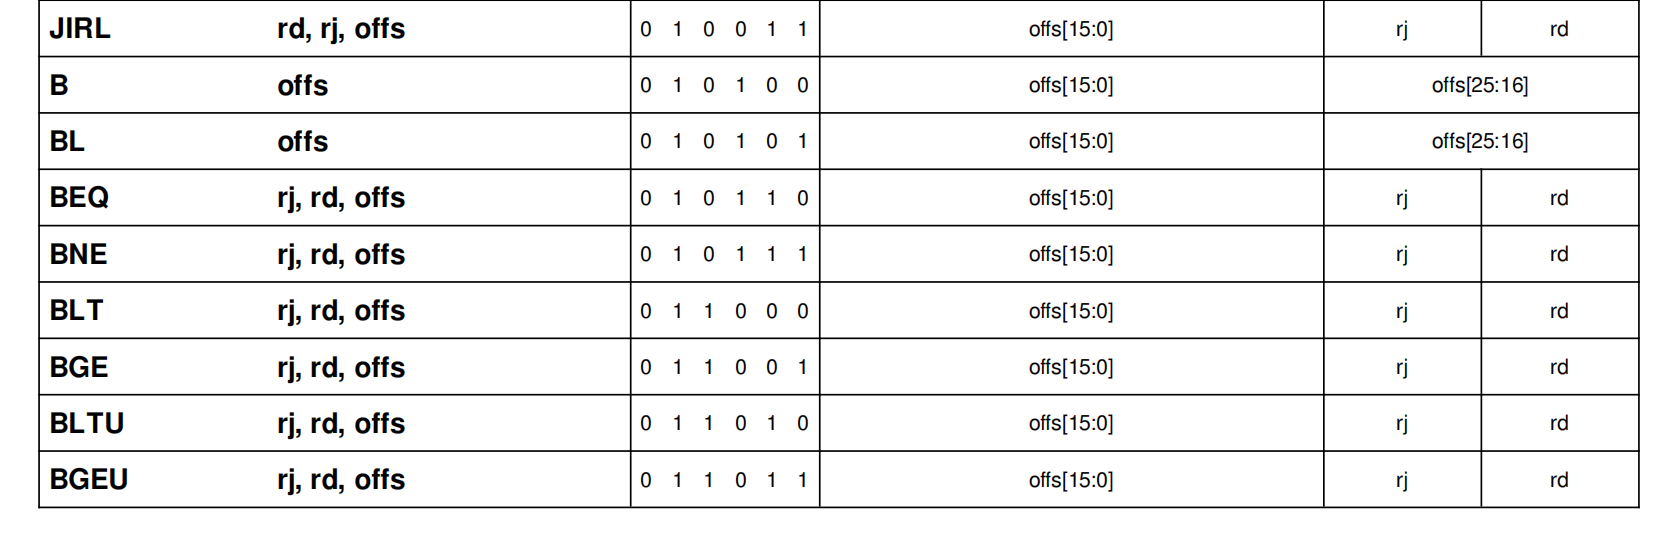 JIRL rd, rj, offs 0 1 0 0 1 1 offs[15:0] rj rd
B offs 0 1 0 1 0 0 offs[15:0] offs[25:16]
BL offs 0 1 0 1 0 1 offs[15:0] offs[25:16]
BEQ rj, rd, offs 0 1 0 1 1 0 offs[15:0] rj rd
BNE rj, rd, offs 0 1 0 1 1 1 offs[15:0] rj rd
BLT rj, rd, offs 0 1 1 0 0 0 offs[15:0] rj rd
BGE rj, rd, offs 0 1 1 0 0 1 offs[15:0] rj rd
BLTU rj, rd, offs 0 1 1 0 1 0 offs[15:0] rj rd
BGEU rj, rd, offs 0 1 1 0 1 1 offs[15:0] rj rd